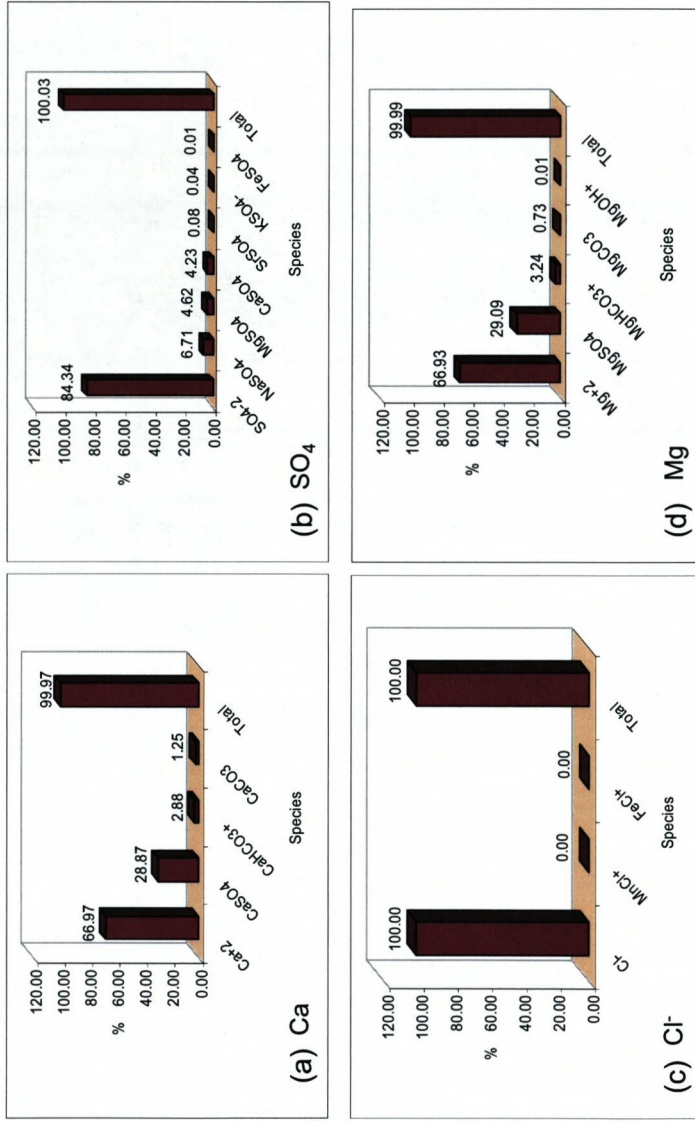 120.00
100.00
80.00
60.00
40.00
20.00
0.00
%
66.97
28.87
2.88
1.25
99.97
Ca+2
CaSO4
CaHCO3+
CaCO3
Total
Species
(a) Ca
120.00
100.00
80.00
60.00
40.00
20.00
0.00
%
84.34
6.71
4.62
4.23
0.08
0.04
0.01
100.03
SO4-2
NaSO4-
MgSO4
CaSO4
SrSO4
KSO4-
FeSO4
Total
Species
(b) SO₄
120.00
100.00
80.00
60.00
40.00
20.00
0.00
%
100.00
0.00
0.00
100.00
Cl-
MnCl+
FeCl+
Total
Species
(c) Cl⁻
120.00
100.00
80.00
60.00
40.00
20.00
0.00
%
66.93
29.09
3.24
0.73
0.01
99.99
Mg+2
MgSO4
MgHCO3+
MgCO3
MgOH+
Total
Species
(d) Mg